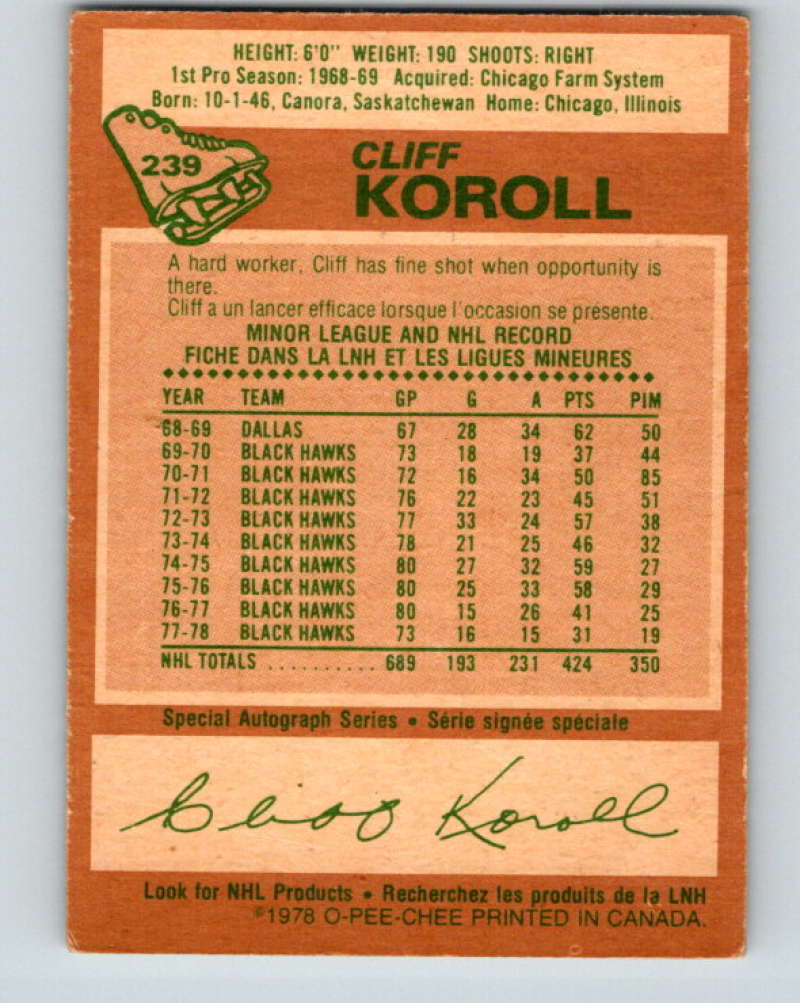 HEIGHT: 6'0" WEIGHT: 190 SHOOTS: RIGHT
1st Pro Season: 1968-69 Acquired: Chicago Farm System
Born: 10-1-46, Canora, Saskatchewan Home: Chicago, Illinois
239
CLIFF
KOROLL
A hard worker, Cliff has fine shot when opportunity is
there.
Cliff a un lancer efficace lorsque l'occasion se presente.
MINOR LEAGUE AND NHL RECORD
FICHE DANS LA LNH ET LES LIGUES MINEURES
YEAR TEAM GP G A PTS PIM
68-69 DALLAS 67 28 34 62 50
69-70 BLACK HAWKS 73 18 19 37 44
70-71 BLACK HAWKS 72 16 34 50 85
71-72 BLACK HAWKS 76 22 23 45 51
72-73 BLACK HAWKS 77 33 24 57 38
73-74 BLACK HAWKS 78 21 25 46 32
74-75 BLACK HAWKS 80 27 32 59 27
75-76 BLACK HAWKS 80 25 33 58 29
76-77 BLACK HAWKS 80 15 26 41 25
77-78 BLACK HAWKS 73 16 15 31 19
NHL TOTALS .......... 689 193 231 424 350
Special Autograph Series • Série signée spéciale
Cliff Koroll
Look for NHL Products • Recherchez les produits de la LNH
©1978 O-PEE-CHEE PRINTED IN CANADA.